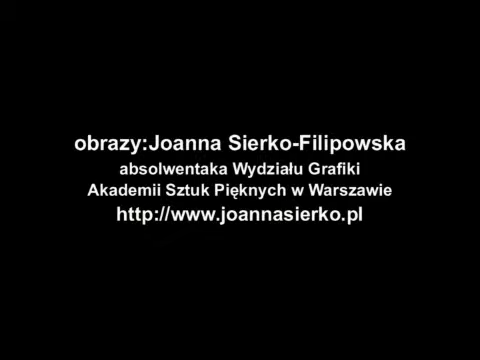 obrazy:Joanna Sierko-Filipowska
absolwentaka Wydziału Grafiki
Akademii Sztuk Pięknych w Warszawie
http://www.joannasierko.pl